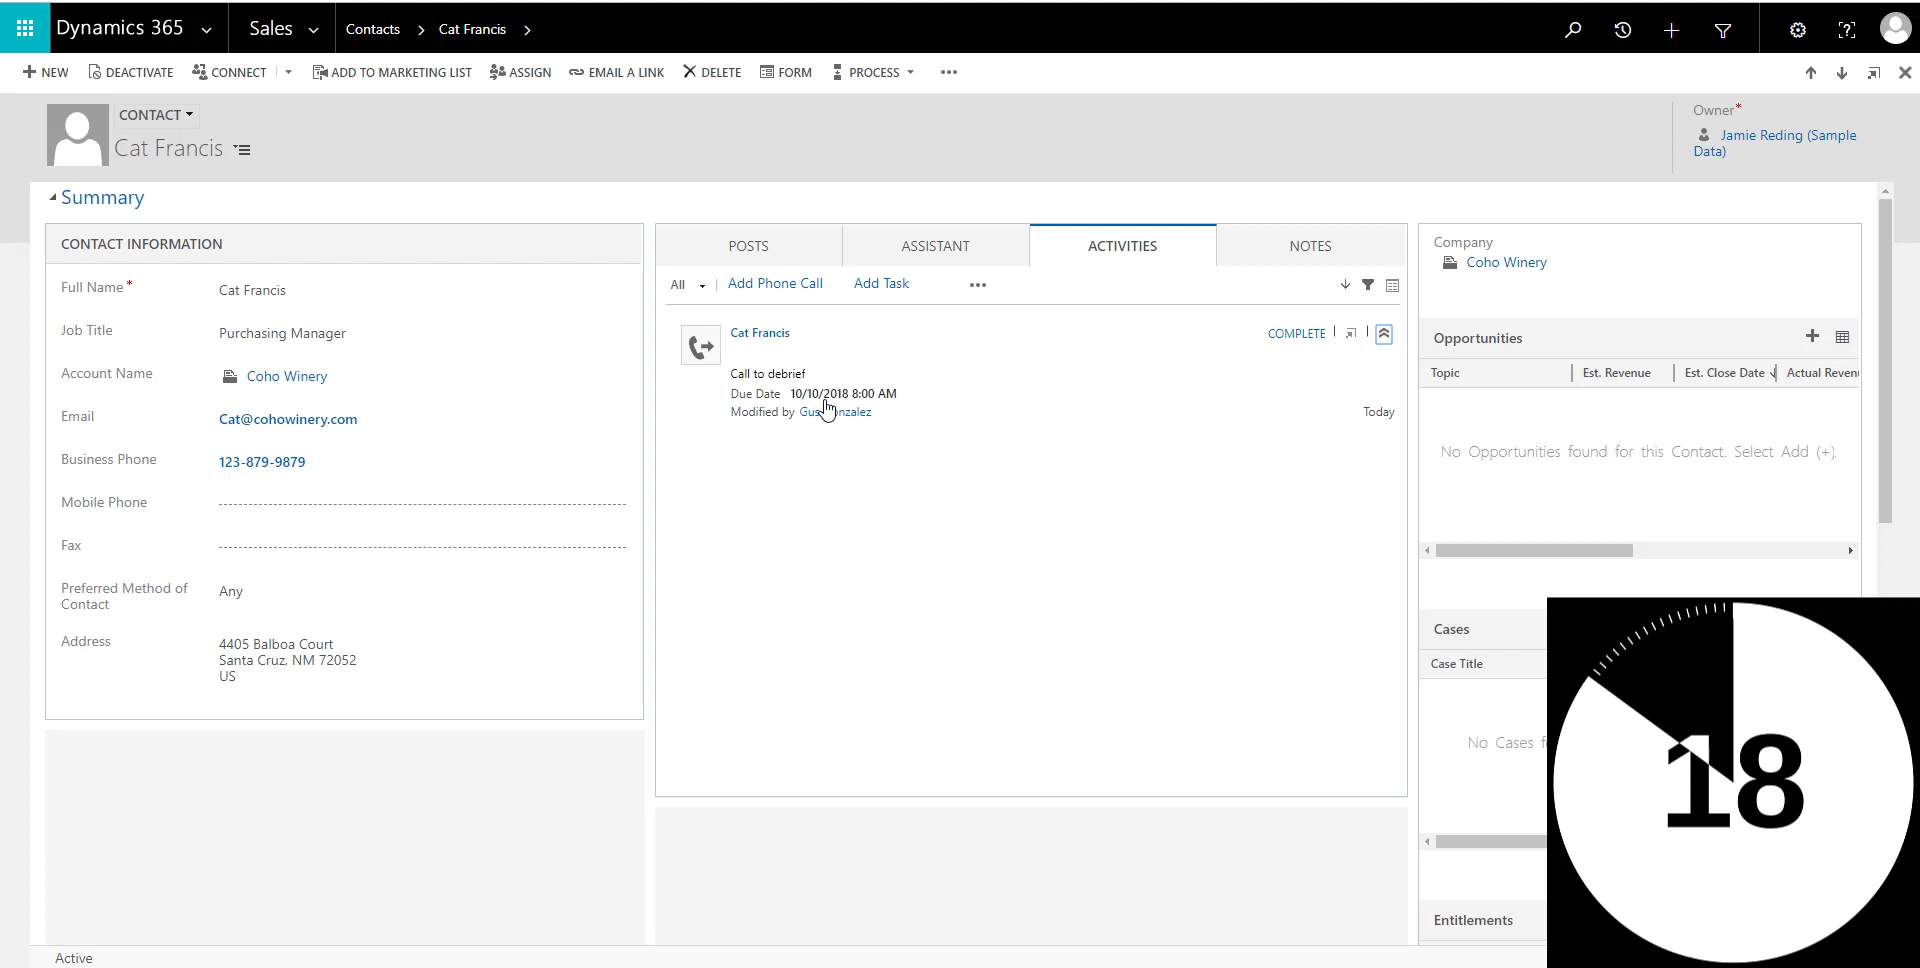 Dynamics 365
Sales
Contacts
Cat Francis
NEW
DEACTIVATE
CONNECT
ADD TO MARKETING LIST
ASSIGN
EMAIL A LINK
DELETE
FORM
PROCESS
CONTACT
Cat Francis
Owner*
Jamie Reding (Sample
Data)
Summary
CONTACT INFORMATION
Full Name*
Cat Francis
Job Title
Purchasing Manager
Account Name
Coho Winery
Email
Cat@cohowinery.com
Business Phone
123-879-9879
Mobile Phone
Fax
Preferred Method of
Contact
Any
Address
4405 Balboa Court
Santa Cruz, NM 72052
US
POSTS
ASSISTANT
ACTIVITIES
NOTES
All
Add Phone Call
Add Task
Cat Francis
COMPLETE
Call to debrief
Due Date 10/10/2018 8:00 AM
Modified by
Today
Company
Coho Winery
Opportunities
Topic
Est. Revenue
Est. Close Date
Actual Reven
No Opportunities found for this Contact. Select Add (+).
Cases
Case Title
No Cases
Entitlements
18
Active